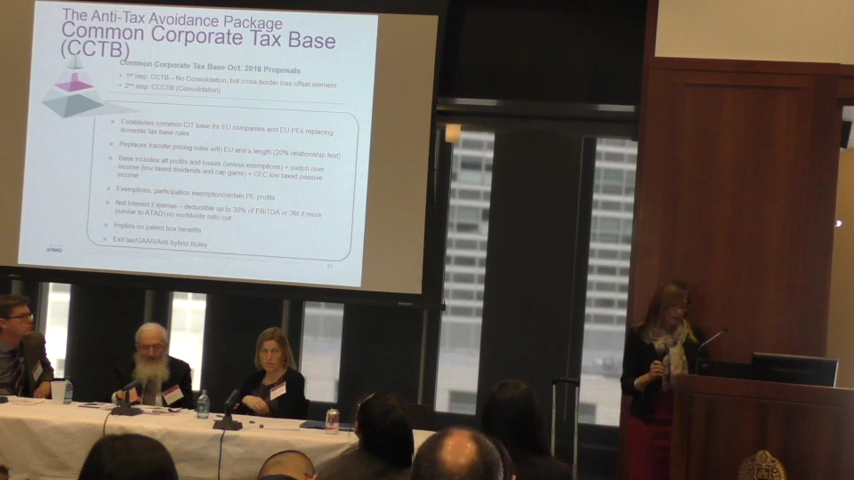 The Anti-Tax Avoidance Package
Common Corporate Tax Base
(CCTB)
Common Corporate Tax Base Oct. 2016 Proposals
1st step: CCTB – No Consolidation, but cross border loss offset element
2nd step: CCCTB (Consolidation)
Establishes common CIT base for EU companies and EU PEs replacing
domestic tax base rules
Replaces transfer pricing rules with EU arm's length (20% relationship test)
Base includes all profits and losses (unless exemptions) + switch over
income (low taxed dividends and cap gains) + CFC low taxed passive
income
Exemptions, participation exemption/certain PE profits
Net Interest Expense – deductible up to 30% of EBITDA or 3M if more
(similar to ATAD) no worldwide ratio
Implies no patent box benefits
Exit tax/GAAR/Anti-hybrid Rules
KPMG
31